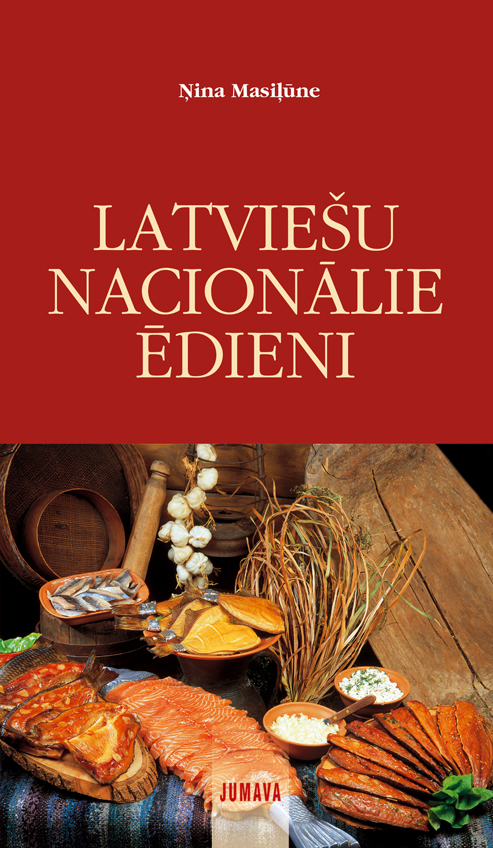 Ņina Masiļūne
LATVIEŠU
NACIONĀLIE
ĒDIENI
JUMAVA